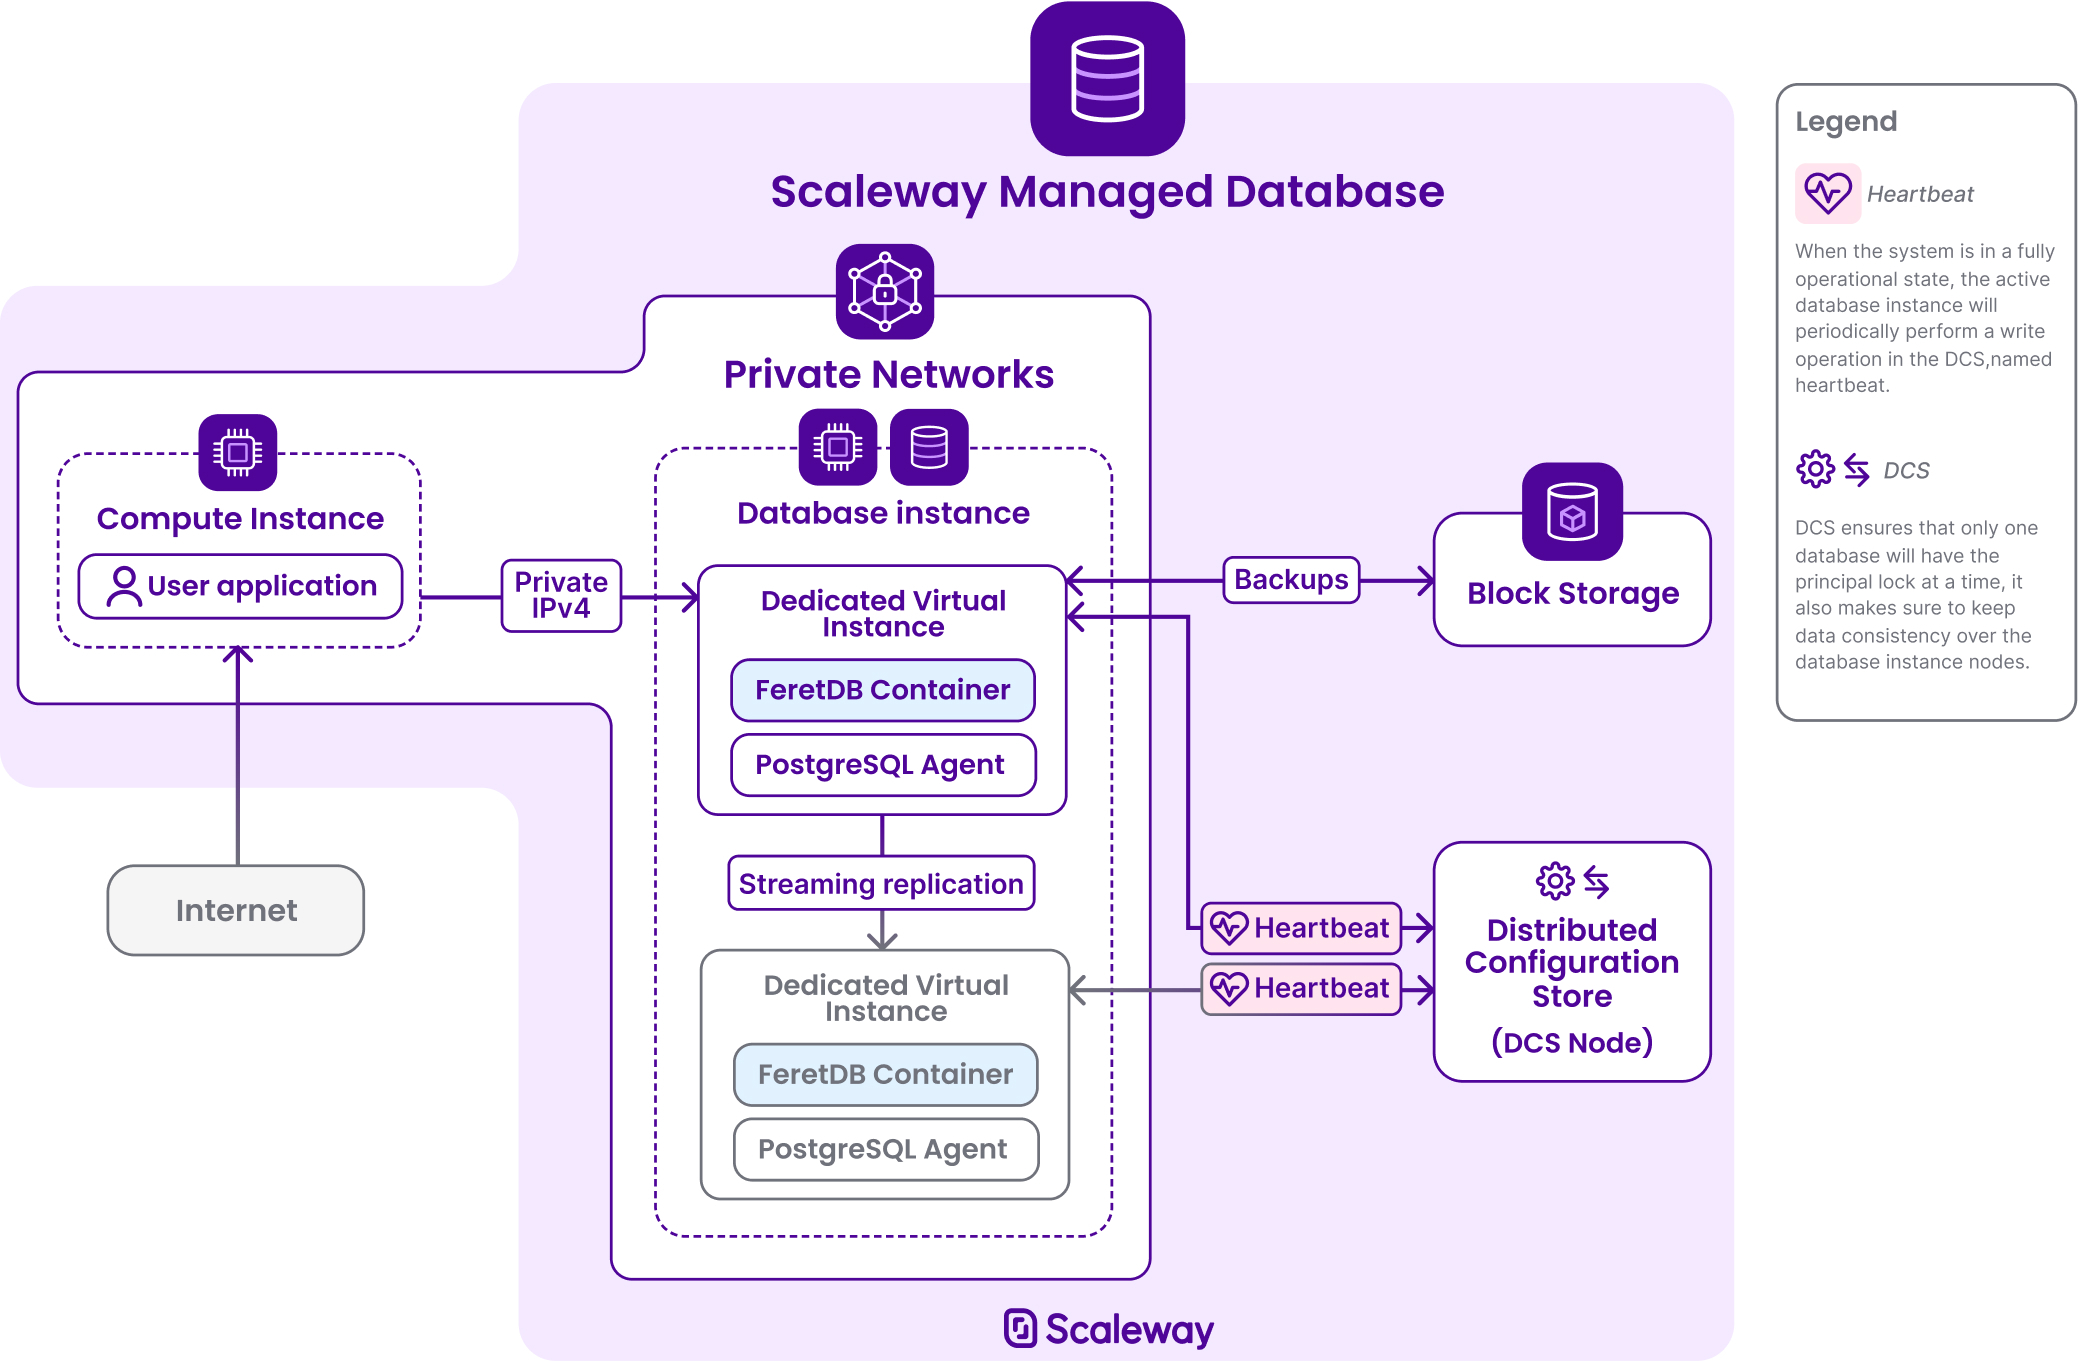 Scaleway Managed Database
Private Networks
Compute Instance
User application
Private
IPv4
Internet
Database instance
Dedicated Virtual
Instance
FeretDB Container
PostgreSQL Agent
Streaming replication
Dedicated Virtual
Instance
FeretDB Container
PostgreSQL Agent
Backups
Block Storage
Heartbeat
Heartbeat
Distributed
Configuration
Store
(DCS Node)
Scaleway
Legend
Heartbeat
When the system is in a fully
operational state, the active
database instance will
periodically perform a write
operation in the DCS,named
heartbeat.
DCS
DCS ensures that only one
database will have the
principal lock at a time, it
also makes sure to keep
data consistency over the
database instance nodes.